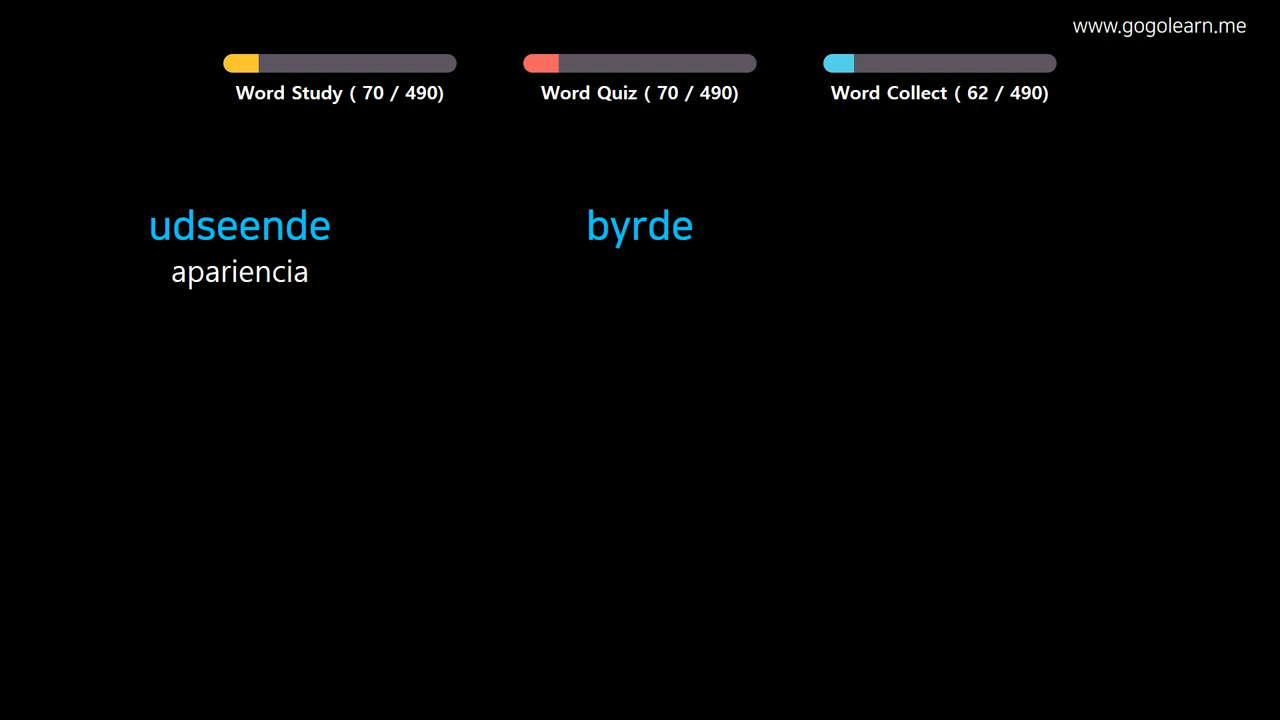 www.gogolearn.me
Word Study ( 70 / 490)
Word Quiz ( 70 / 490)
Word Collect ( 62 / 490)
udseende
apariencia
byrde